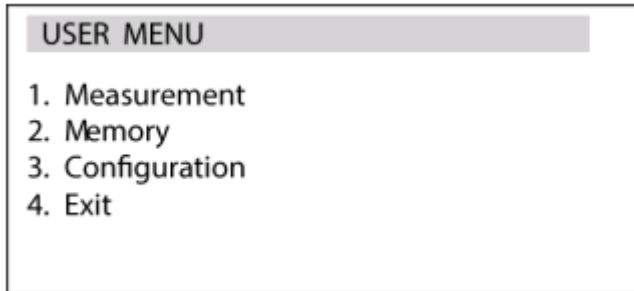 USER MENU
1. Measurement
2. Memory
3. Configuration
4. Exit